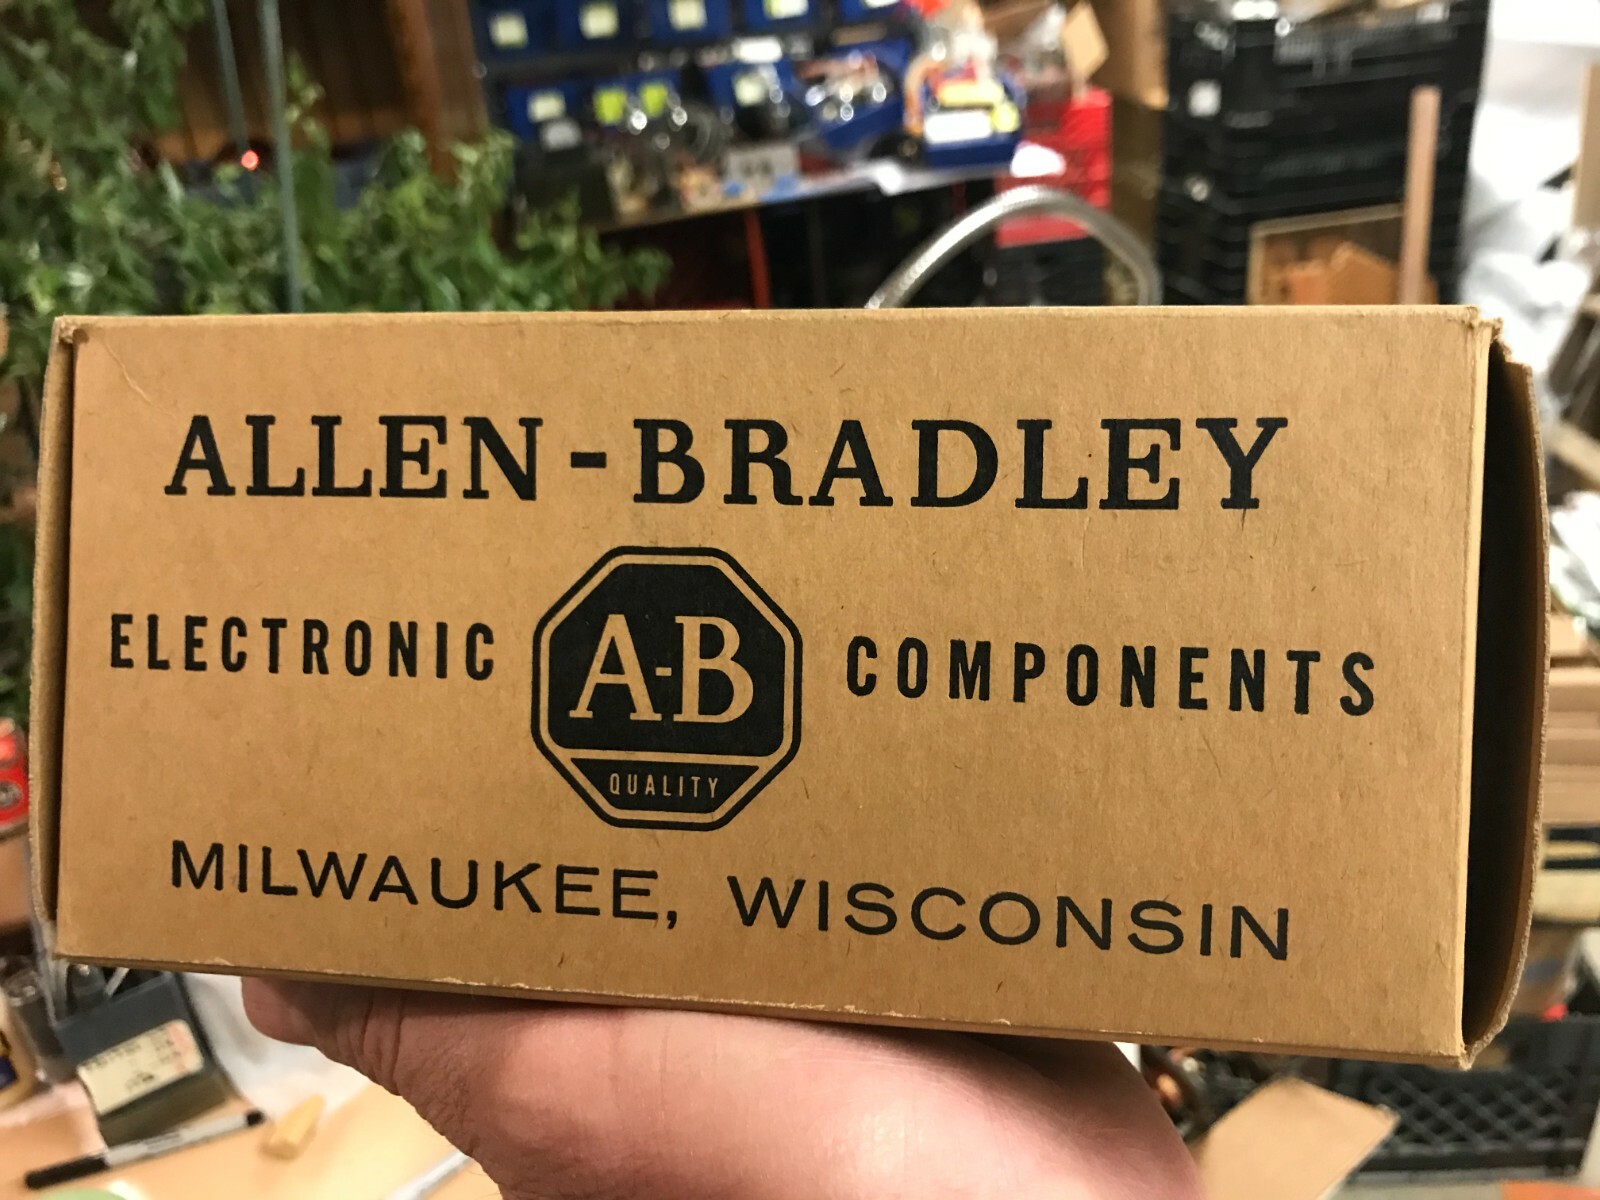 ALLEN-BRADLEY
ELECTRONIC A-B COMPONENTS
QUALITY
MILWAUKEE, WISCONSIN